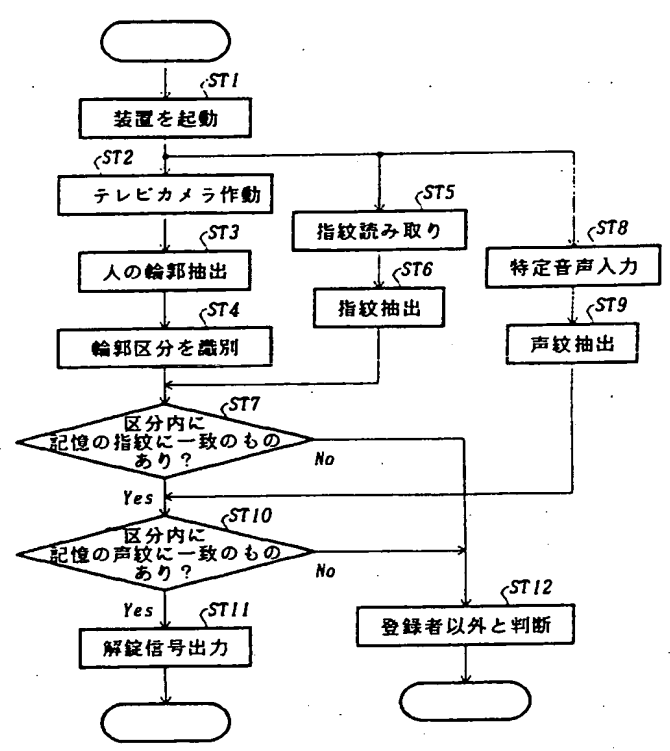 ST1
装置を起動
ST2
テレビカメラ作動
ST3
人の輪郭抽出
ST4
輪郭区分を識別
ST5
指紋読み取り
ST6
指紋抽出
ST8
特定音声入力
ST9
声紋抽出
ST7
区分内に
記憶の指紋に一致のもの
あり?
No
Yes
ST10
区分内に
記憶の声紋に一致のもの
あり?
No
Yes
ST11
解錠信号出力
ST12
登録者以外と判断